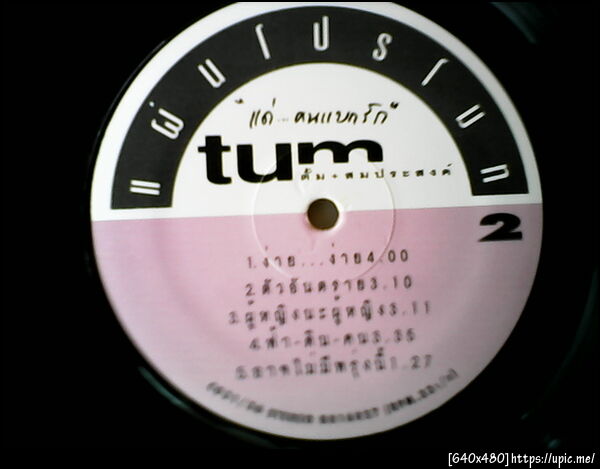 แผ่นโปรโมท
"แด่...คนแบกรัก"
tum
ตั้ม + สมประสงค์
2
1.ง่าย...ง่าย4.00
2.ตัวอันตราย3.10
3.ผู้หญิงนะผู้หญิง3.11
4.ฟ้า-ดิน-คน3.35
5.อาจไม่มีพรุ่งนี้1.27
[640x480]https://upic.me/